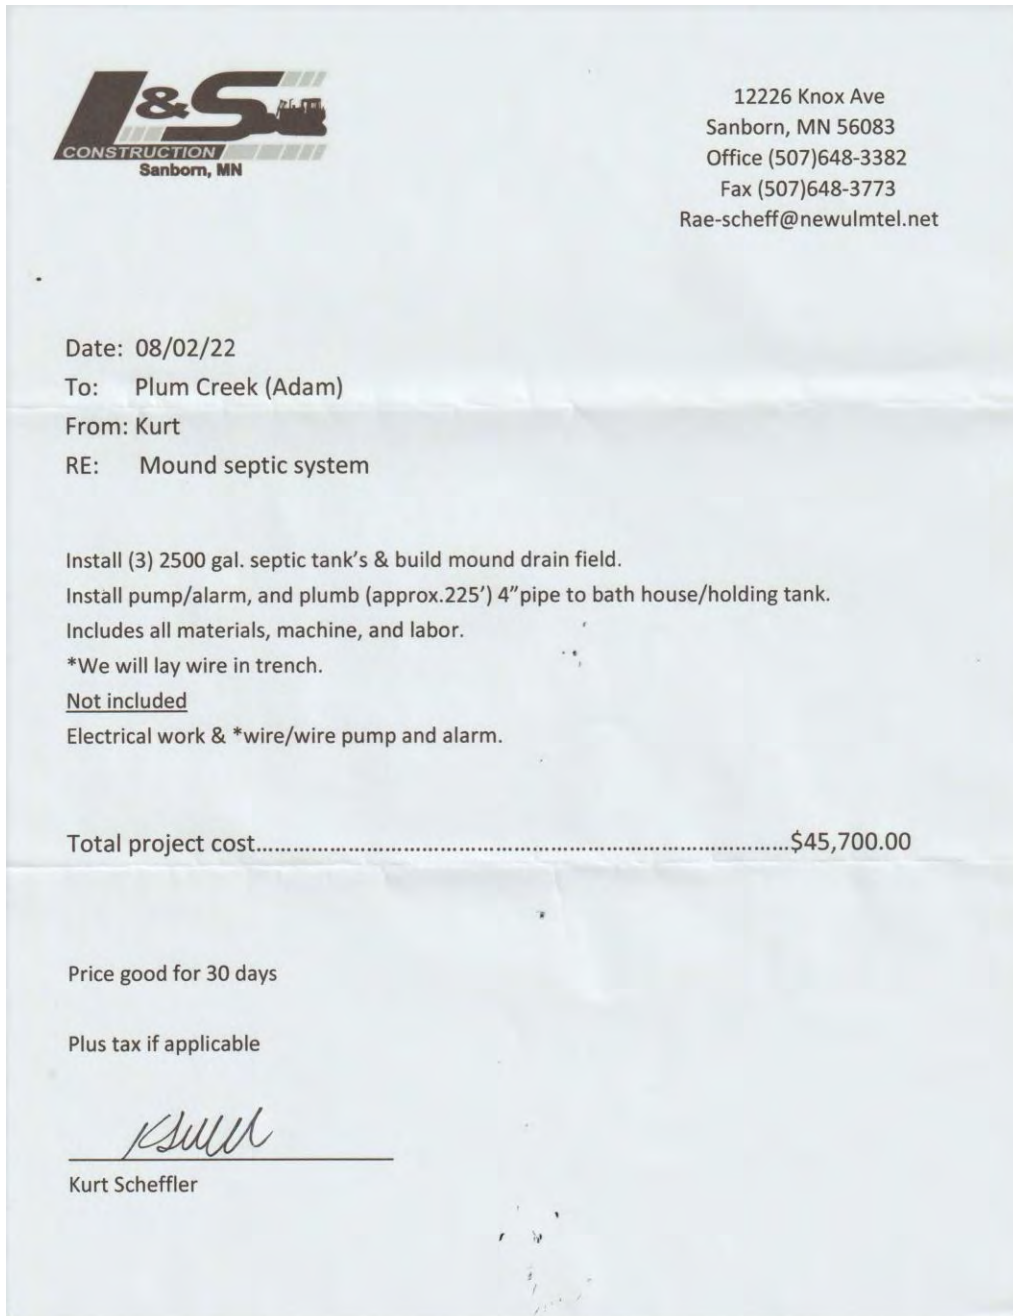 I&S
CONSTRUCTION
Sanborn, MN
12226 Knox Ave
Sanborn, MN 56083
Office (507)648-3382
Fax (507)648-3773
Rae-scheff@newulmtel.net
Date: 08/02/22
To: Plum Creek (Adam)
From: Kurt
RE: Mound septic system
Install (3) 2500 gal. septic tank's & build mound drain field.
Install pump/alarm, and plumb (approx.225') 4"pipe to bath house/holding tank.
Includes all materials, machine, and labor.
*We will lay wire in trench.
Not included
Electrical work & *wire/wire pump and alarm.
Total project cost..........................................................................................$45,700.00
Price good for 30 days
Plus tax if applicable
Kurt Scheffler